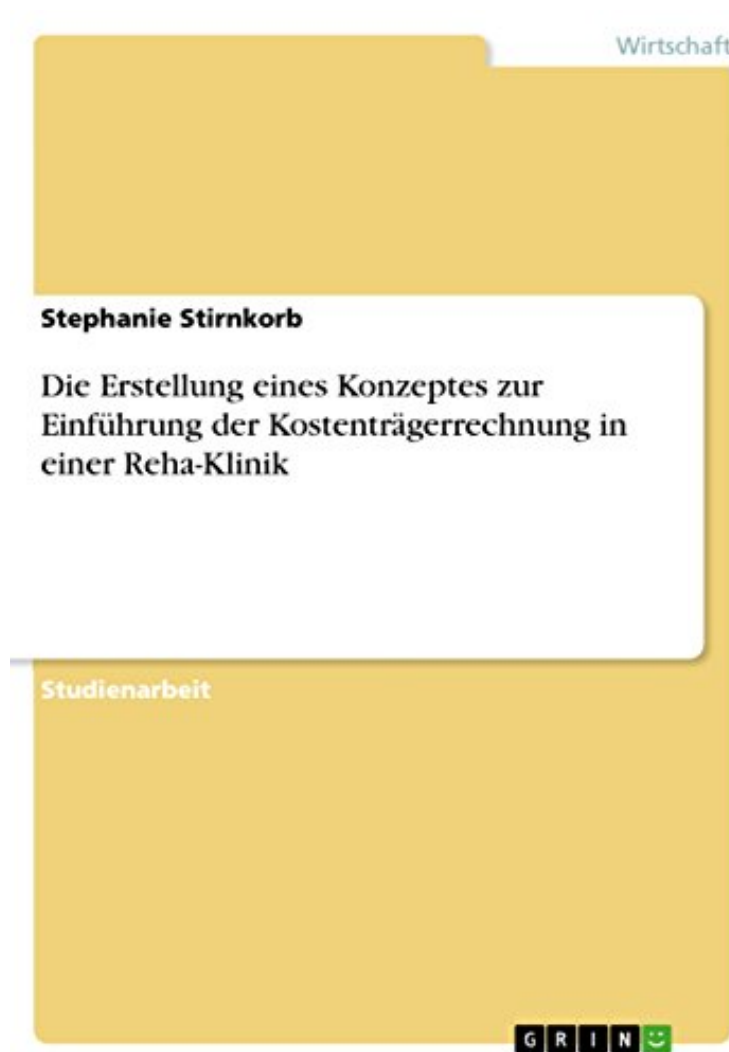 Wirtschaft
Stephanie Stirnkorb
Die Erstellung eines Konzeptes zur
Einführung der Kostenträgerrechnung in
einer Reha-Klinik
Studienarbeit
GRIN